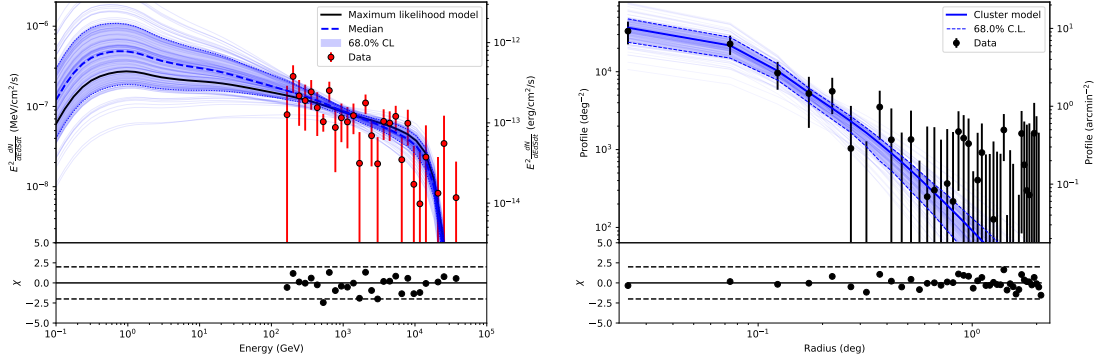 Maximum likelihood model
Median
68.0% CL
Data
10⁻⁶
10⁻⁷
10⁻⁸
E² dN/dEdSdt (MeV/cm²/s)
10⁻¹²
10⁻¹³
10⁻¹⁴
E² dN/dEdSdt (erg/cm²/s)
5.0
2.5
0.0
−2.5
−5.0
χ
10⁻¹ 10⁰ 10¹ 10² 10³ 10⁴ 10⁵
Energy (GeV)
Cluster model
68.0% C.L.
Data
10⁴
10³
10²
Profile (deg⁻²)
10¹
10⁰
10⁻¹
Profile (arcmin⁻²)
5.0
2.5
0.0
−2.5
−5.0
χ
10⁻¹ 10⁰
Radius (deg)